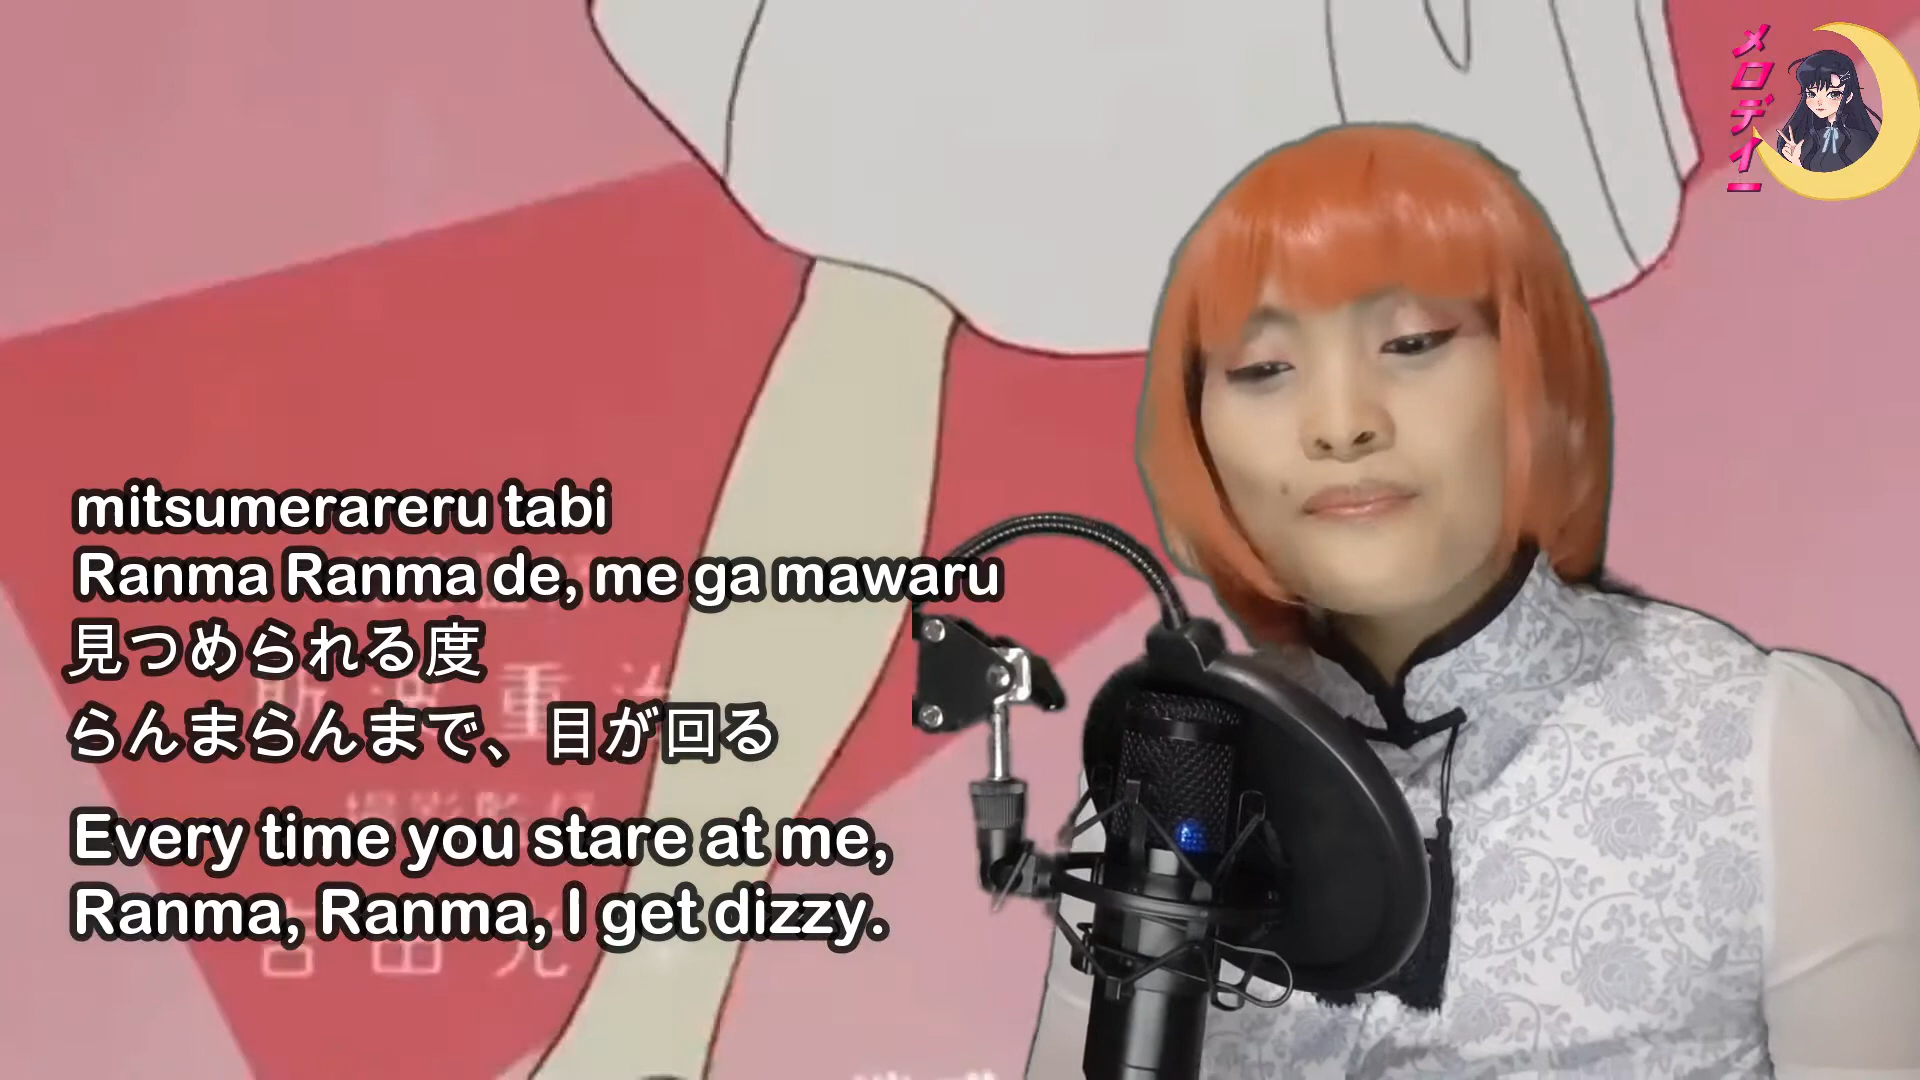 メロディー
mitsumerareru tabi
Ranma Ranma de, me ga mawaru
見つめられる度
らんまらんまで、目が回る
Every time you stare at me,
Ranma, Ranma, I get dizzy.